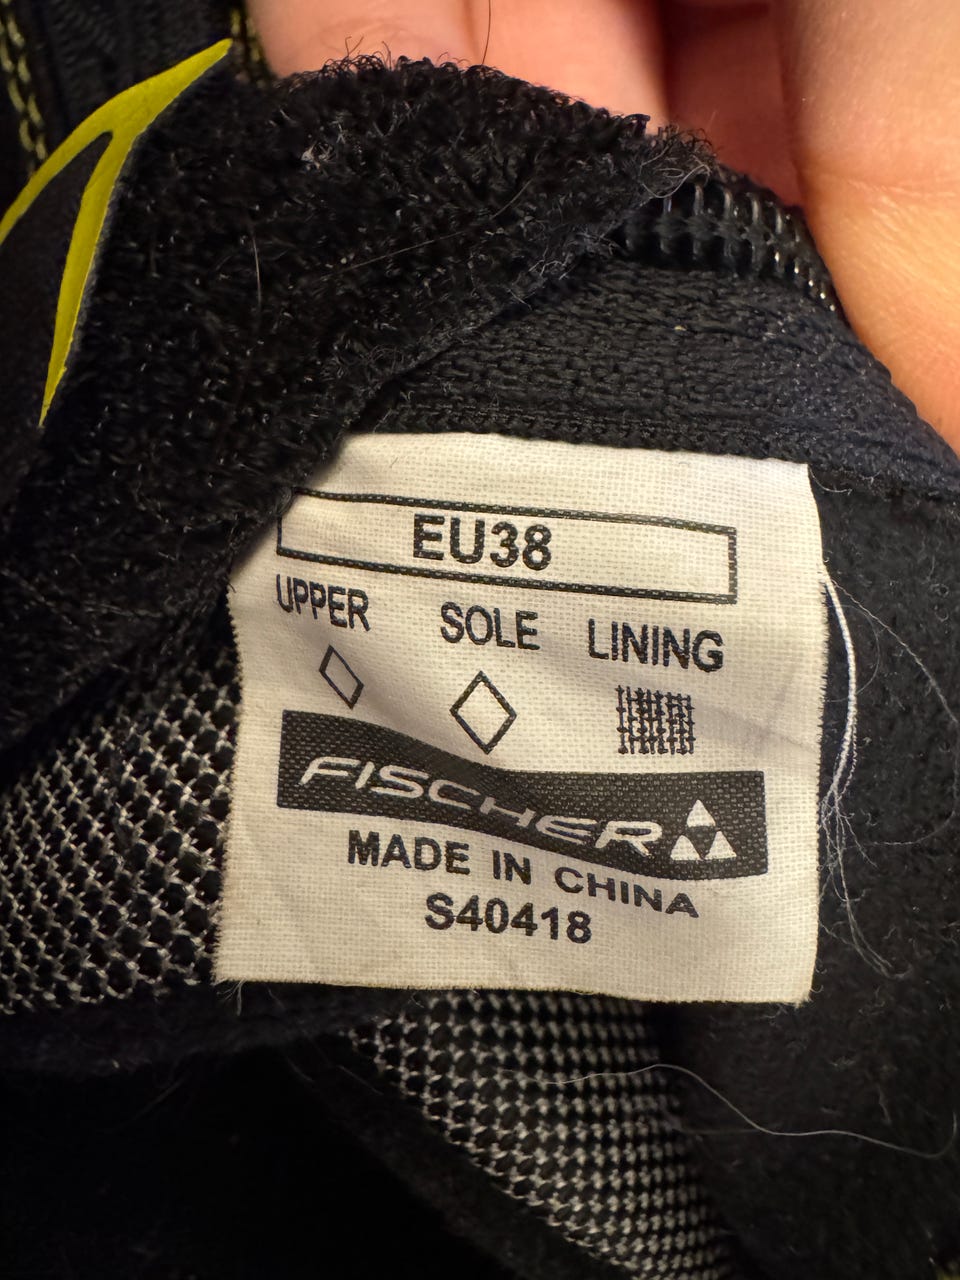 EU38
UPPER SOLE LINING
FISCHER
MADE IN CHINA
S40418